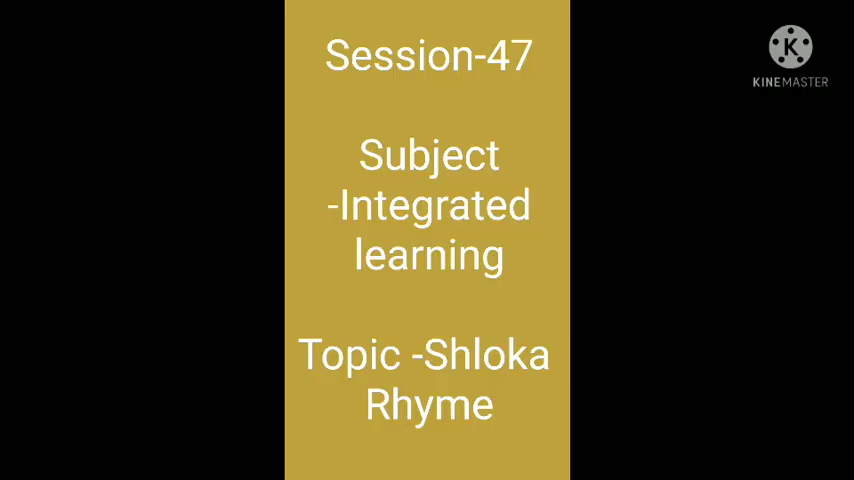 Session-47
Subject
-Integrated
learning
Topic -Shloka
Rhyme
K
KINEMASTER